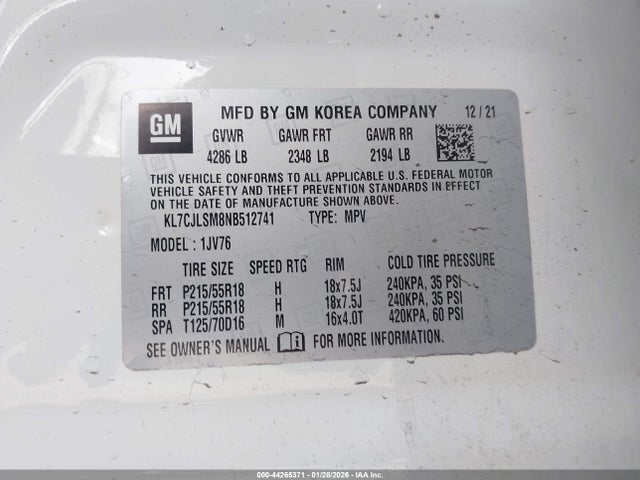 GM
MFD BY GM KOREA COMPANY 12/21
GVWR GAWR FRT GAWR RR
4286 LB 2348 LB 2194 LB
THIS VEHICLE CONFORMS TO ALL APPLICABLE U.S. FEDERAL MOTOR
VEHICLE SAFETY AND THEFT PREVENTION STANDARDS IN EFFECT
ON THE DATE OF MANUFACTURE SHOWN ABOVE.
KL7CJLSM8NB512741 TYPE: MPV
MODEL : 1JV76
TIRE SIZE SPEED RTG RIM COLD TIRE PRESSURE
FRT P215/55R18 H 18x7.5J 240KPA, 35 PSI
RR P215/55R18 H 18x7.5J 240KPA, 35 PSI
SPA T125/70D16 M 16x4.0T 420KPA, 60 PSI
SEE OWNER'S MANUAL FOR MORE INFORMATION.
000-44265371 | 01/28/2026 | IAA Inc.